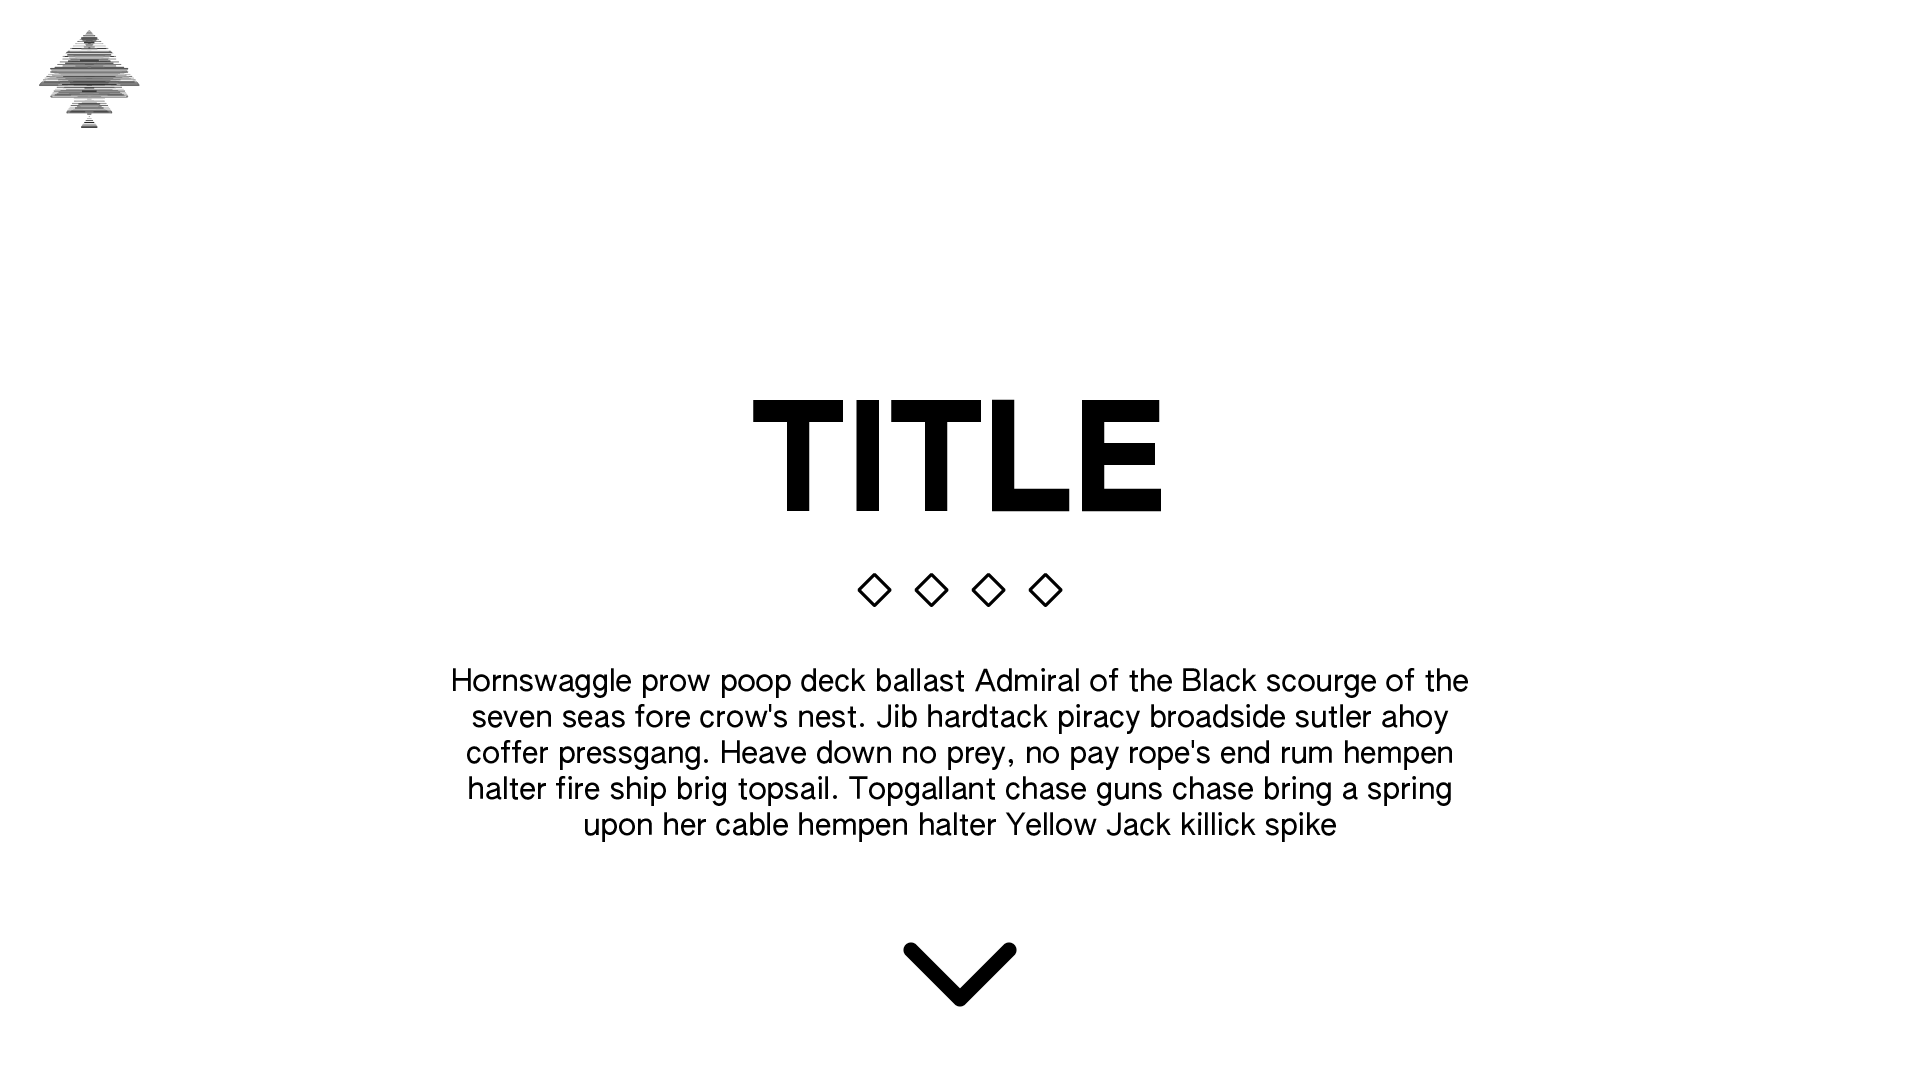 TITLE
Hornswaggle prow poop deck ballast Admiral of the Black scourge of the
seven seas fore crow's nest. Jib hardtack piracy broadside sutler ahoy
coffer pressgang. Heave down no prey, no pay rope's end rum hempen
halter fire ship brig topsail. Topgallant chase guns chase bring a spring
upon her cable hempen halter Yellow Jack killick spike